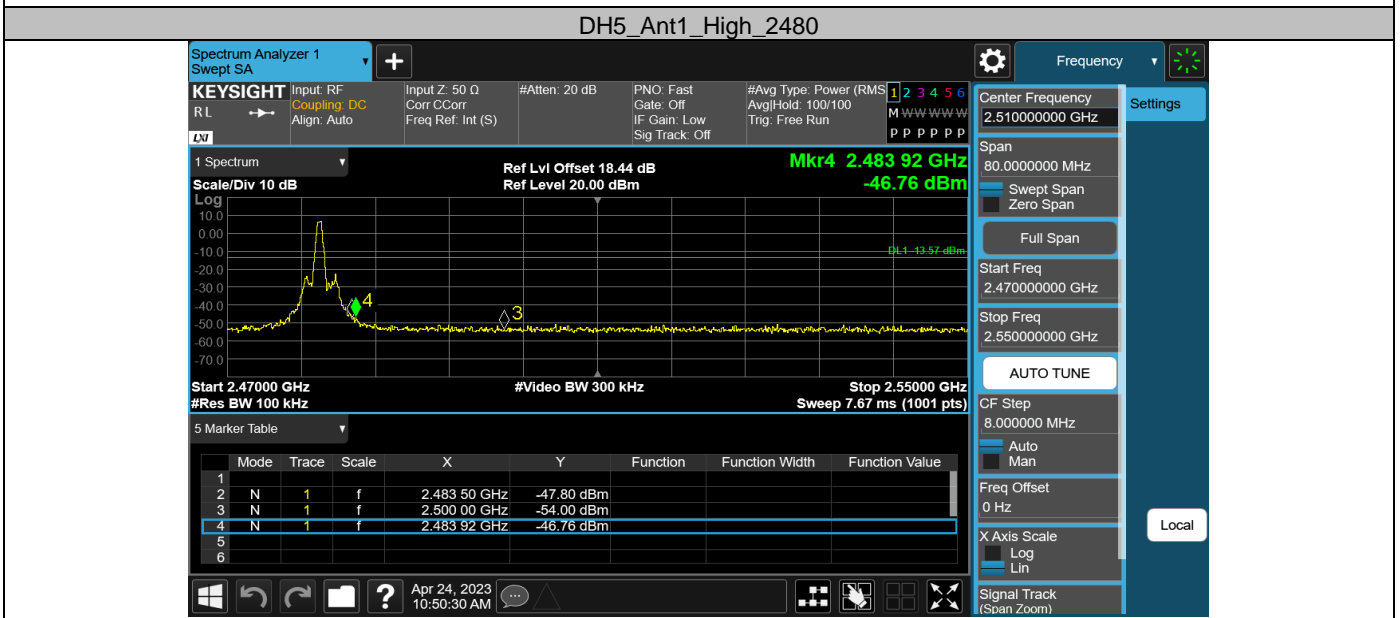 DH5_Ant1_High_2480
Spectrum Analyzer 1
Swept SA
Frequency
KEYSIGHT
RL
LXI
Input: RF
Coupling: DC
Align: Auto
Input Z: 50 Ω
Corr CCorr
Freq Ref: Int (S)
#Atten: 20 dB
PNO: Fast
Gate: Off
IF Gain: Low
Sig Track: Off
#Avg Type: Power (RMS
Avg|Hold: 100/100
Trig: Free Run
1 2 3 4 5 6
M W W W W W
P P P P P P
Center Frequency
2.510000000 GHz
Settings
Span
80.0000000 MHz
Swept Span
Zero Span
Full Span
Start Freq
2.470000000 GHz
Stop Freq
2.550000000 GHz
AUTO TUNE
CF Step
8.000000 MHz
Auto
Man
Freq Offset
0 Hz
X Axis Scale
Log
Lin
Signal Track
(Span Zoom)
Local
1 Spectrum
Scale/Div 10 dB
Ref Lvl Offset 18.44 dB
Ref Level 20.00 dBm
Mkr4 2.483 92 GHz
-46.76 dBm
Log
10.0
0.00
-10.0
-20.0
-30.0
-40.0
-50.0
-60.0
-70.0
DL1 -13.57 dBm
4
3
Start 2.47000 GHz
#Video BW 300 kHz
Stop 2.55000 GHz
#Res BW 100 kHz
Sweep 7.67 ms (1001 pts)
5 Marker Table
Mode Trace Scale X Y Function Function Width Function Value
1
2 N 1 f 2.483 50 GHz -47.80 dBm
3 N 1 f 2.500 00 GHz -54.00 dBm
4 N 1 f 2.483 92 GHz -46.76 dBm
5
6
?
Apr 24, 2023
10:50:30 AM